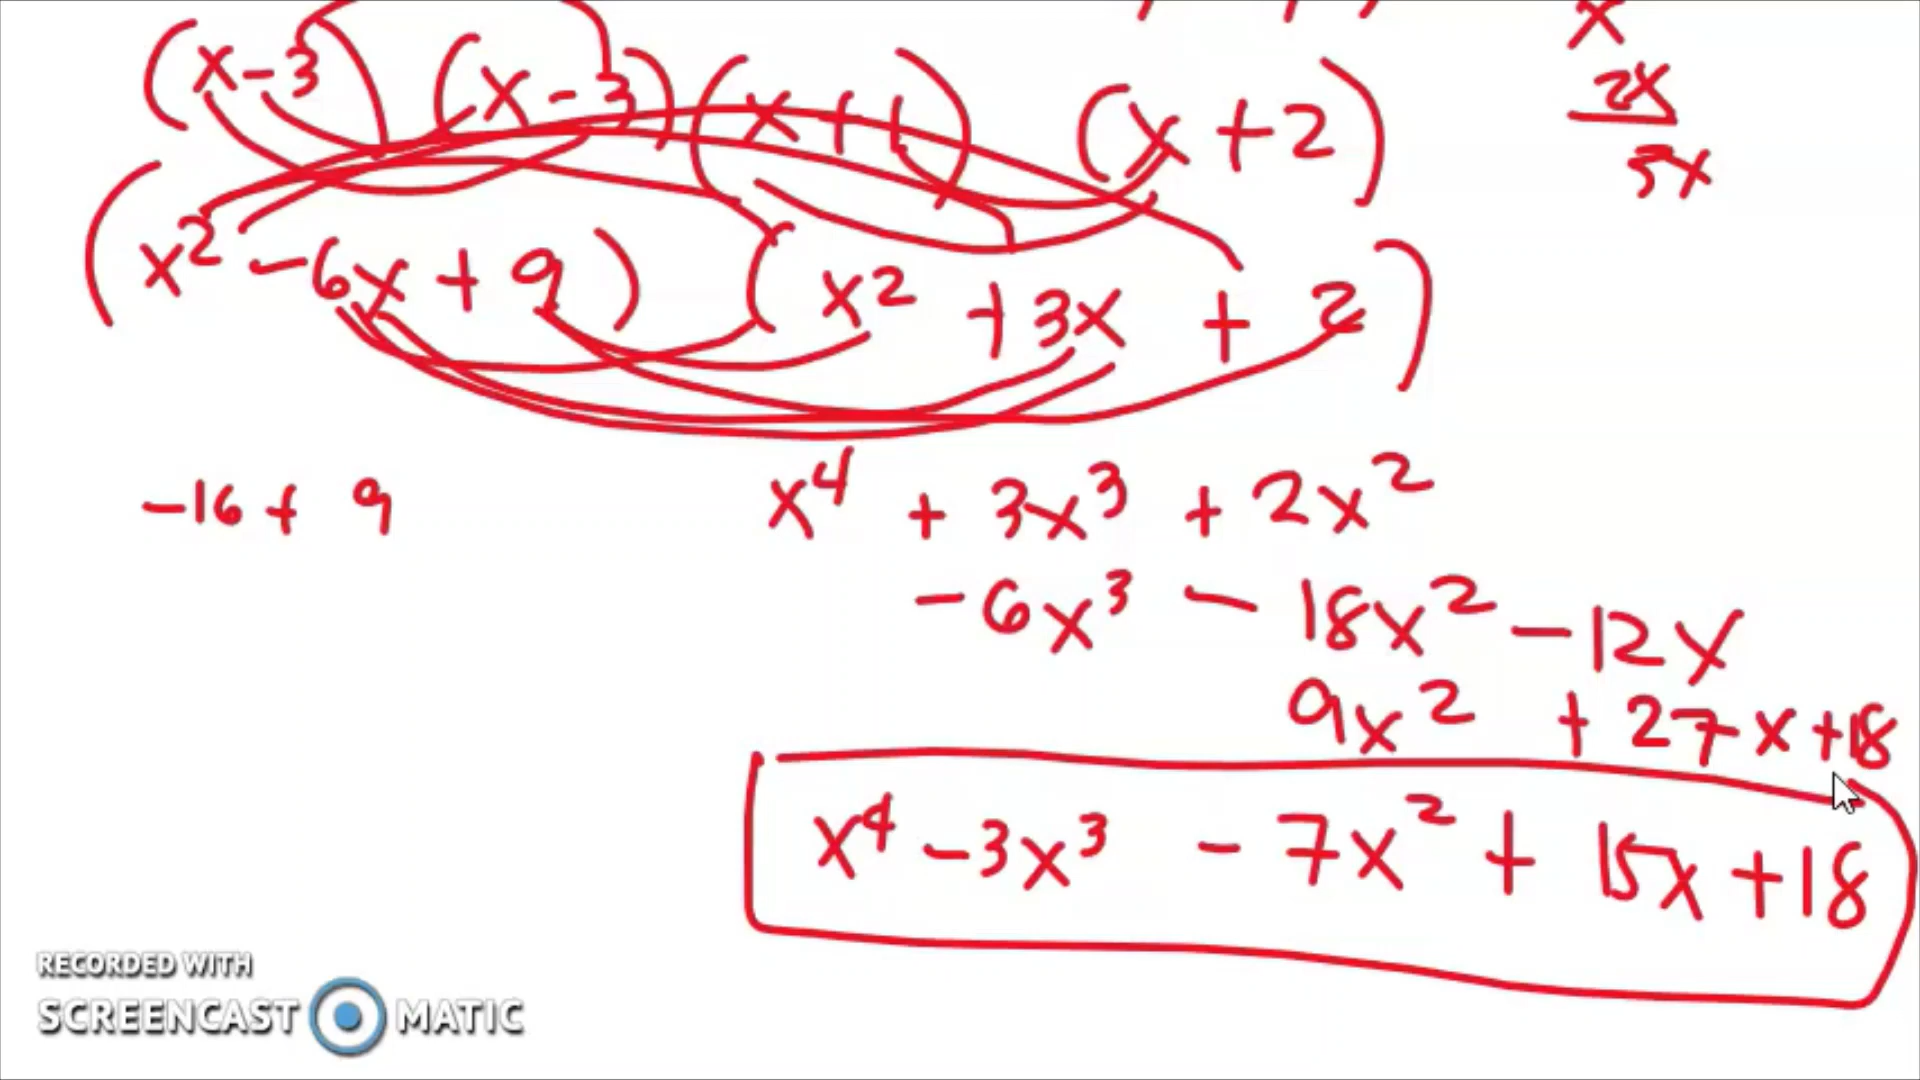 x
2x
3x
(x-3) (x-3) (x+1) (x+2)
(x² -6x + 9) (x² +3x + 2)
-16 + 9
x⁴ + 3x³ + 2x²
-6x³ - 18x² - 12x
9x² + 27x +18
x⁴ -3x³ - 7x² + 15x +18
RECORDED WITH
SCREENCAST MATIC